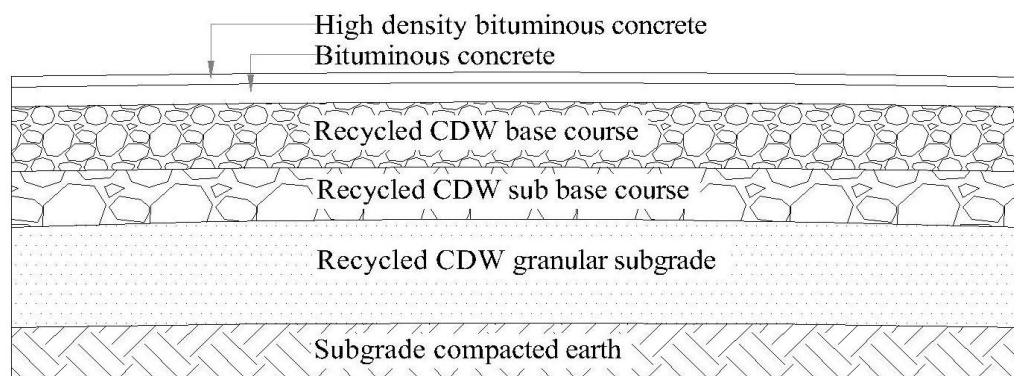 High density bituminous concrete
Bituminous concrete
Recycled CDW base course
Recycled CDW sub base course
Recycled CDW granular subgrade
Subgrade compacted earth